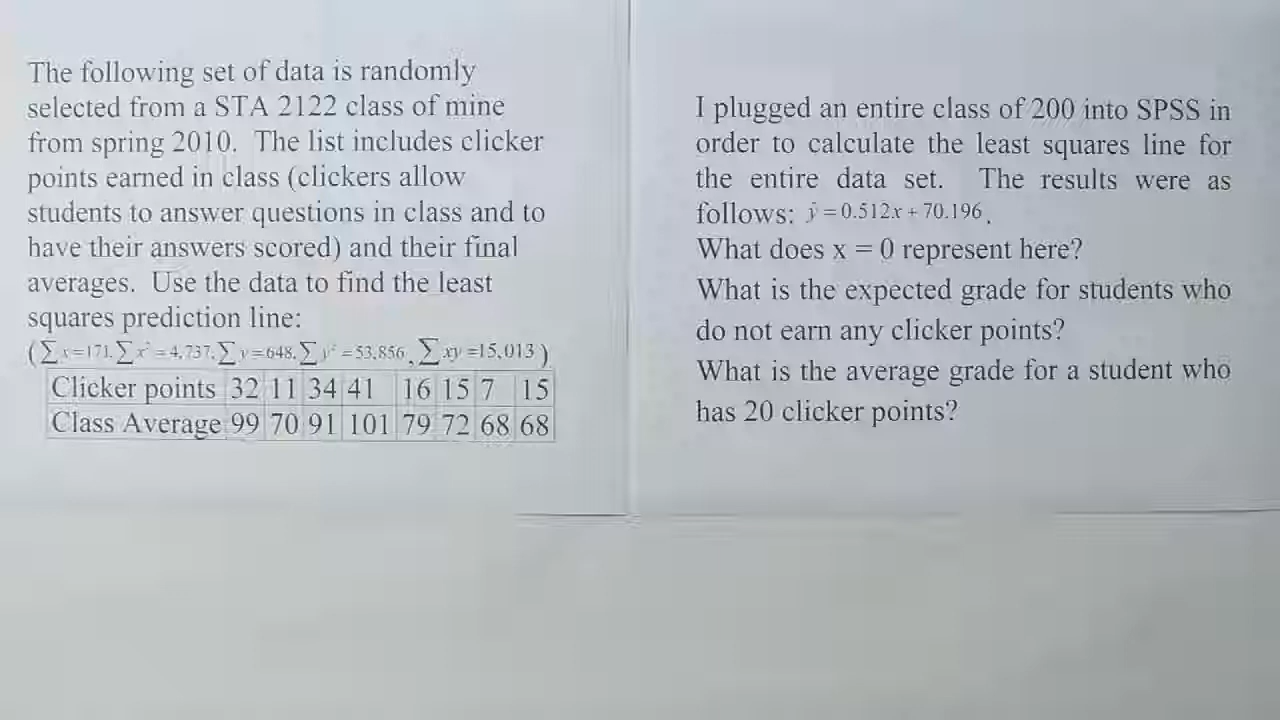 The following set of data is randomly
selected from a STA 2122 class of mine
from spring 2010. The list includes clicker
points earned in class (clickers allow
students to answer questions in class and to
have their answers scored) and their final
averages. Use the data to find the least
squares prediction line:
(∑x=171, ∑x²=4,737, ∑y=648, ∑y²=53,856, ∑xy=15,013)
Clicker points 32 11 34 41 16 15 7 15
Class Average 99 70 91 101 79 72 68 68
I plugged an entire class of 200 into SPSS in
order to calculate the least squares line for
the entire data set. The results were as
follows: ŷ=0.512x+70.196.
What does x = 0 represent here?
What is the expected grade for students who
do not earn any clicker points?
What is the average grade for a student who
has 20 clicker points?